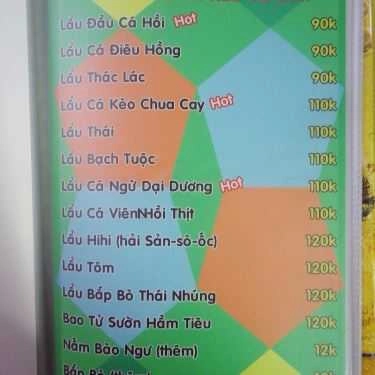 Lẩu Đầu Cá Hồi Hot 90k
Lẩu Cá Điêu Hồng 90k
Lẩu Thác Lác 90k
Lẩu Cá Kèo Chua Cay Hot 110k
Lẩu Thái 110k
Lẩu Bạch Tuộc 110k
Lẩu Cá Ngừ Dại Dương Hot 110k
Lẩu Cá ViênNHồi Thịt 110k
Lẩu Hihi (hải Sản-sò-ốc) 120k
Lẩu Tôm 120k
Lẩu Bắp Bò Thái Nhúng 120k
Bao Tử Sườn Hầm Tiêu 120k
Nấm Bào Ngư (thêm) 12k